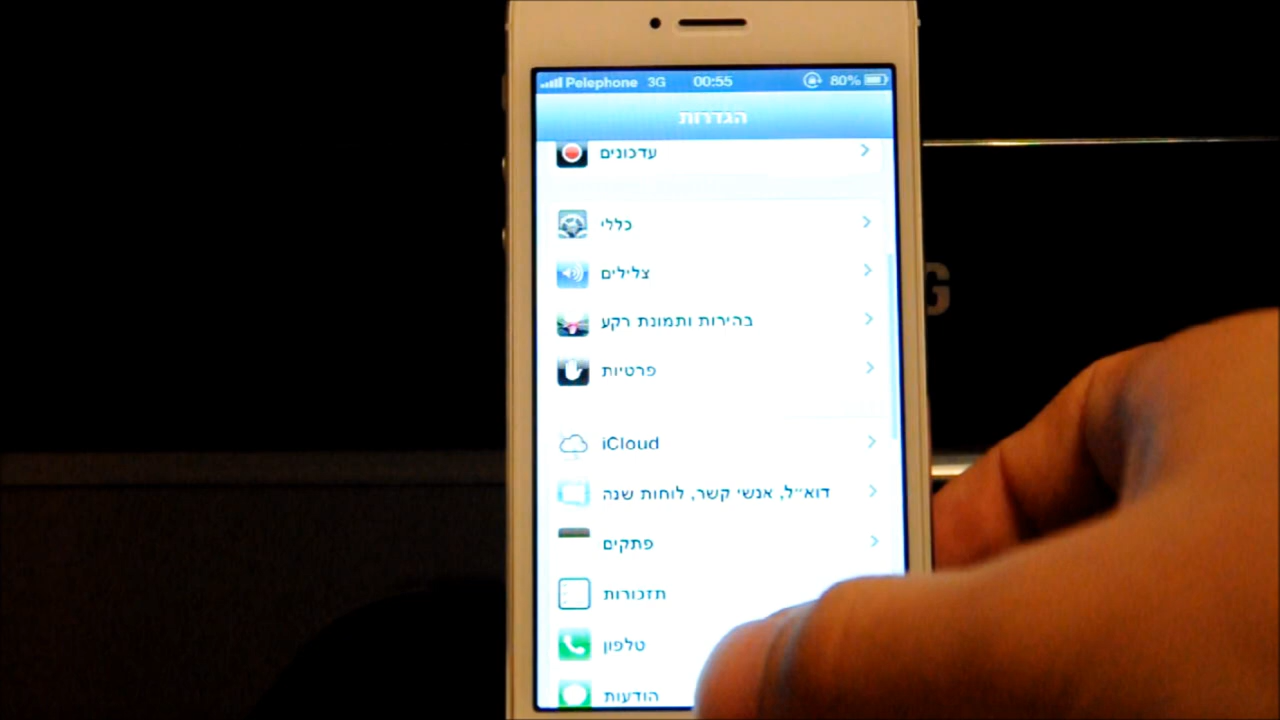 Pelephone 3G 00:55 80%
הגדרות
עדכונים
כללי
צלילים
בהירות ותמונת רקע
פרטיות
iCloud
דוא״ל, אנשי קשר, לוחות שנה
פתקים
תזכורות
טלפון
הודעות
G